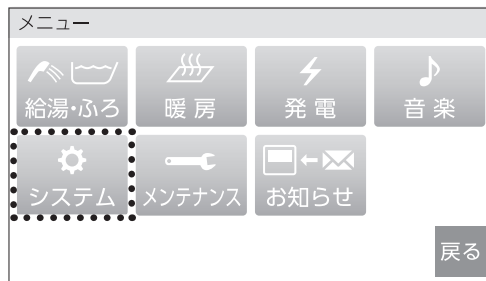 メニュー
給湯・ふろ
暖房
発電
音楽
システム
メンテナンス
お知らせ
戻る